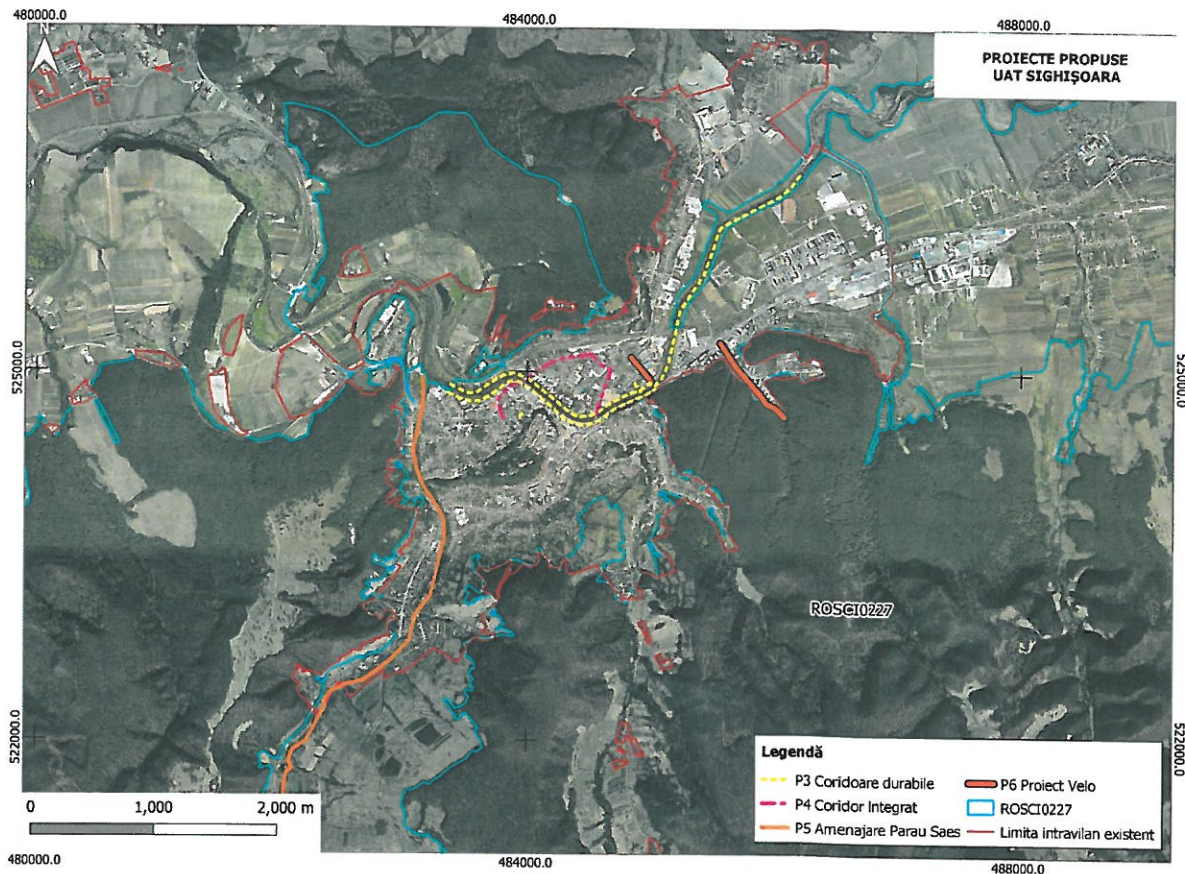 480000.0
484000.0
488000.0
N
PROIECTE PROPUSE
UAT SIGHIȘOARA
525000.0
525000.0
ROSCI0227
522000.0
522000.0
Legendă
P3 Coridoare durabile
P4 Coridor Integrat
P5 Amenajare Parau Saes
P6 Proiect Velo
ROSCI0227
Limita intravilan existent
0
1,000
2,000 m
480000.0
484000.0
488000.0